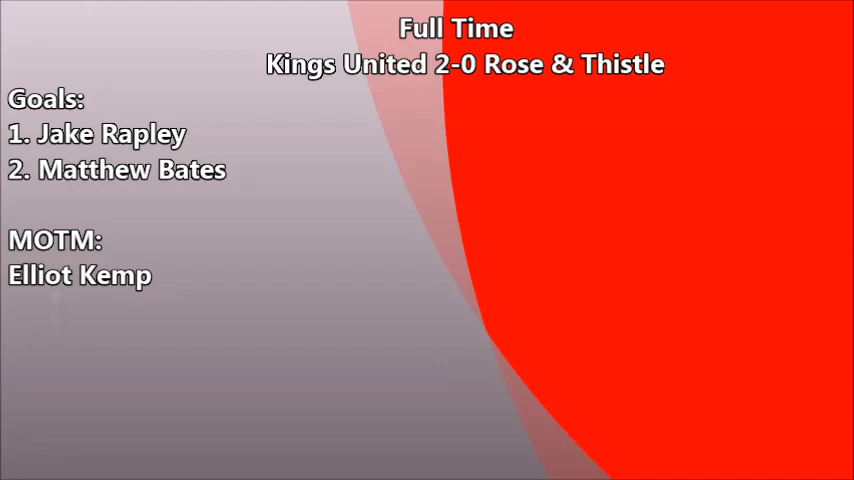 Full Time
Kings United 2-0 Rose & Thistle
Goals:
1. Jake Rapley
2. Matthew Bates
MOTM:
Elliot Kemp